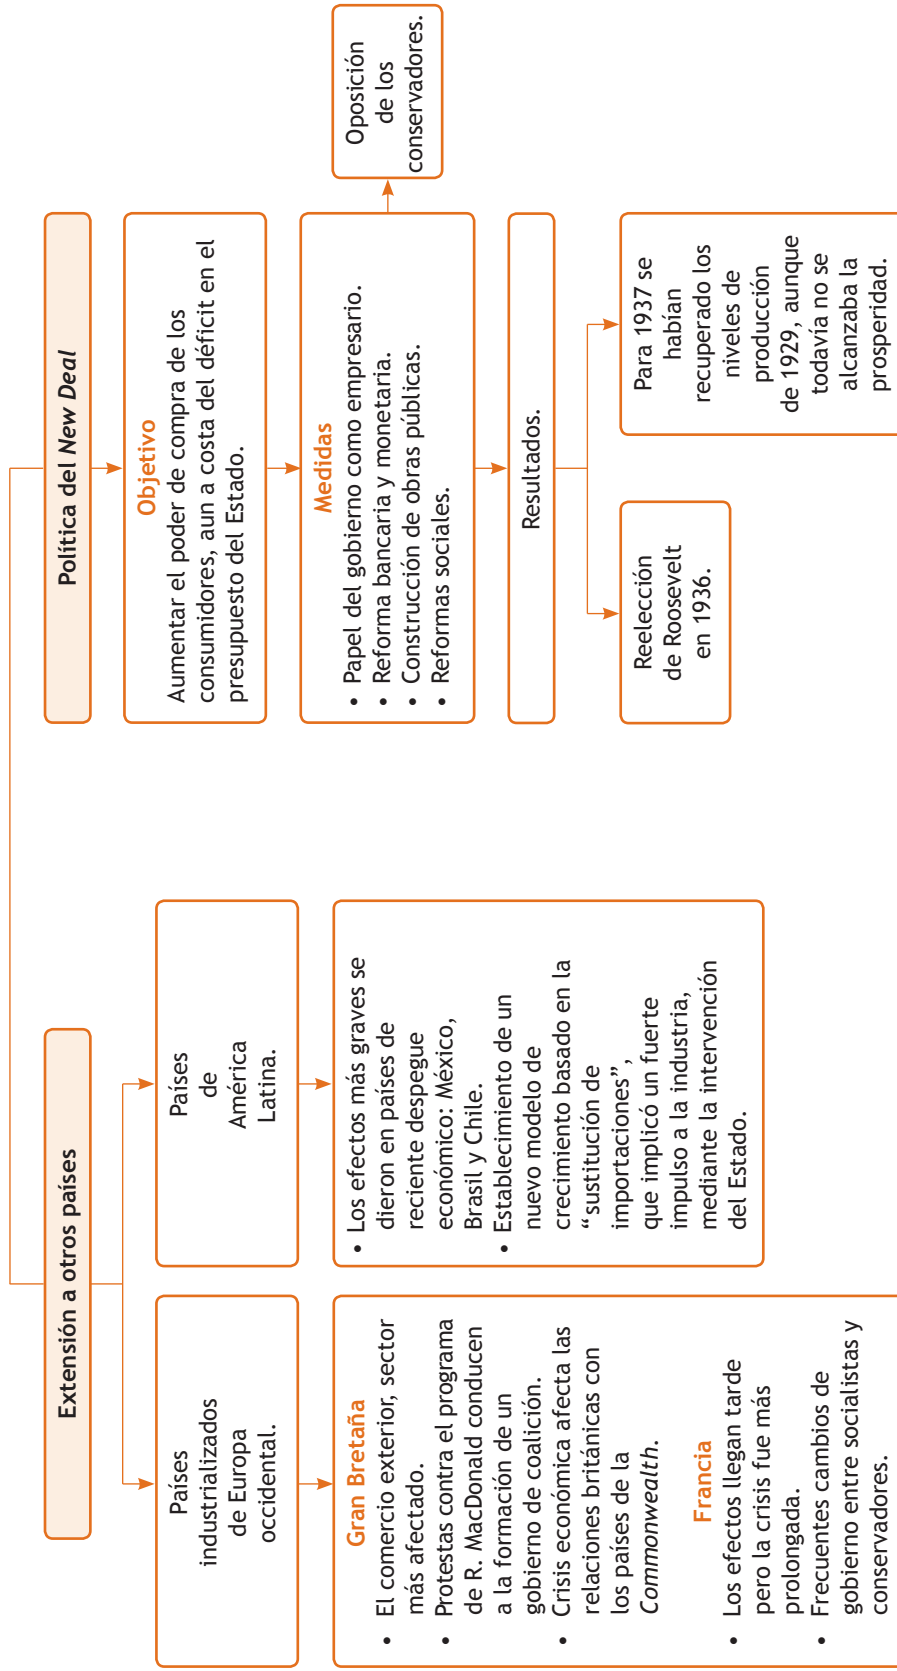 Extensión a otros países
Países
industrializados
de Europa
occidental.
Gran Bretaña
• El comercio exterior, sector
más afectado.
• Protestas contra el programa
de R. MacDonald conducen
a la formación de un
gobierno de coalición.
• Crisis económica afecta las
relaciones británicas con
los países de la
Commonwealth.
Francia
• Los efectos llegan tarde
pero la crisis fue más
prolongada.
• Frecuentes cambios de
gobierno entre socialistas y
conservadores.
Países
de
América
Latina.
• Los efectos más graves se
dieron en países de
reciente despegue
económico: México,
Brasil y Chile.
• Establecimiento de un
nuevo modelo de
crecimiento basado en la
“sustitución de
importaciones”,
que implicó un fuerte
impulso a la industria,
mediante la intervención
del Estado.
Política del New Deal
Objetivo
Aumentar el poder de compra de los
consumidores, aun a costa del déficit en el
presupuesto del Estado.
Medidas
• Papel del gobierno como empresario.
• Reforma bancaria y monetaria.
• Construcción de obras públicas.
• Reformas sociales.
Oposición
de los
conservadores.
Resultados.
Reelección
de Roosevelt
en 1936.
Para 1937 se
habían
recuperado los
niveles de
producción
de 1929, aunque
todavía no se
alcanzaba la
prosperidad.